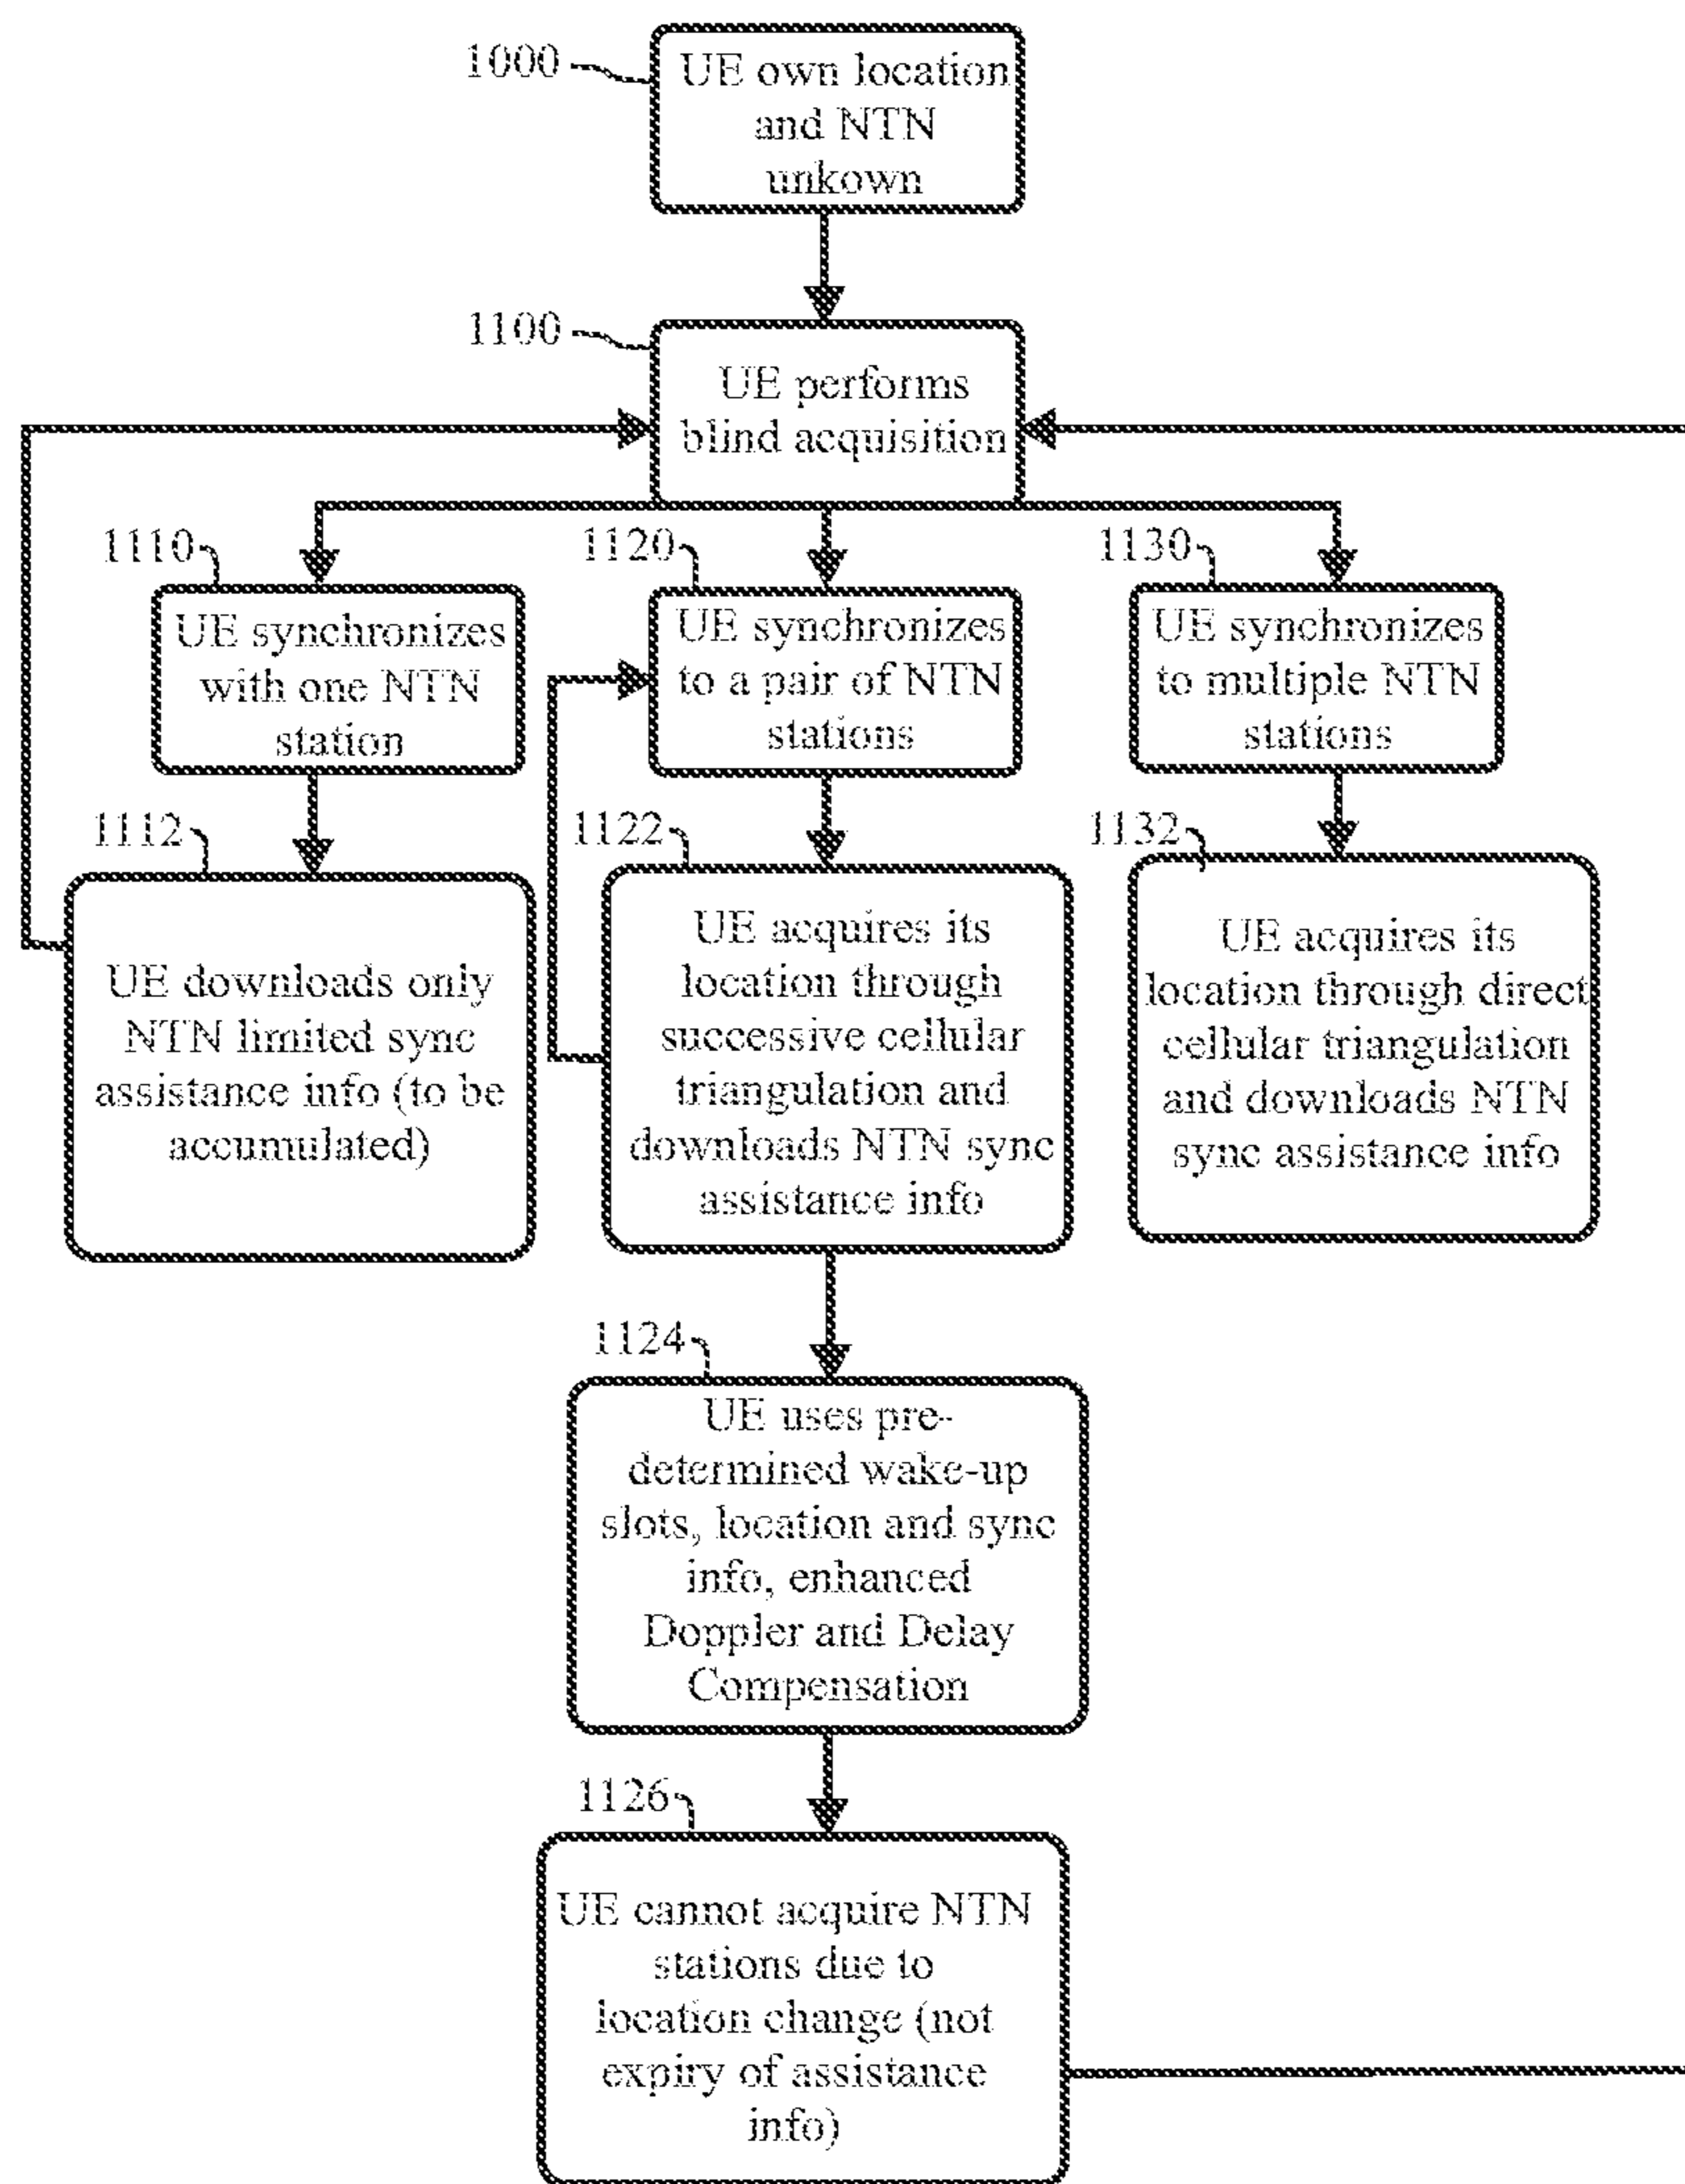 1000
UE own location
and NTN
unkown
1100
UE performs
blind acquisition
1110
UE synchronizes
with one NTN
station
1120
UE synchronizes
to a pair of NTN
stations
1130
UE synchronizes
to multiple NTN
stations
1112
UE downloads only
NTN limited sync
assistance info (to be
accumulated)
1122
UE acquires its
location through
successive cellular
triangulation and
downloads NTN sync
assistance info
1132
UE acquires its
location through direct
cellular triangulation
and downloads NTN
sync assistance info
1124
UE uses pre-
determined wake-up
slots, location and sync
info, enhanced
Doppler and Delay
Compensation
1126
UE cannot acquire NTN
stations due to
location change (not
expiry of assistance
info)